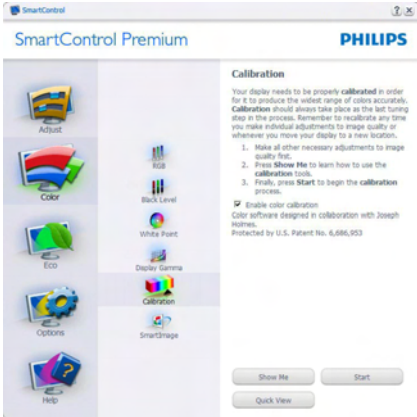 SmartControl
SmartControl Premium
PHILIPS
Adjust
Color
Eco
Options
Help
RGB
Black Level
White Point
Display Gamma
Calibration
SmartImage
Calibration
Your display needs to be properly calibrated in order
for it to produce the widest range of colors accurately.
Calibration should always take place as the last tuning
step in the process. Remember to recalibrate any time
you make individual adjustments to image quality or
whenever you move your display to a new location.
1. Make all other necessary adjustments to image
quality first.
2. Press Show Me to learn how to use the
calibration tools.
3. Finally, press Start to begin the calibration
process.
Enable color calibration
Color software designed in collaboration with Joseph
Holmes.
Protected by U.S. Patent No. 6,686,953
Show Me
Start
Quick View